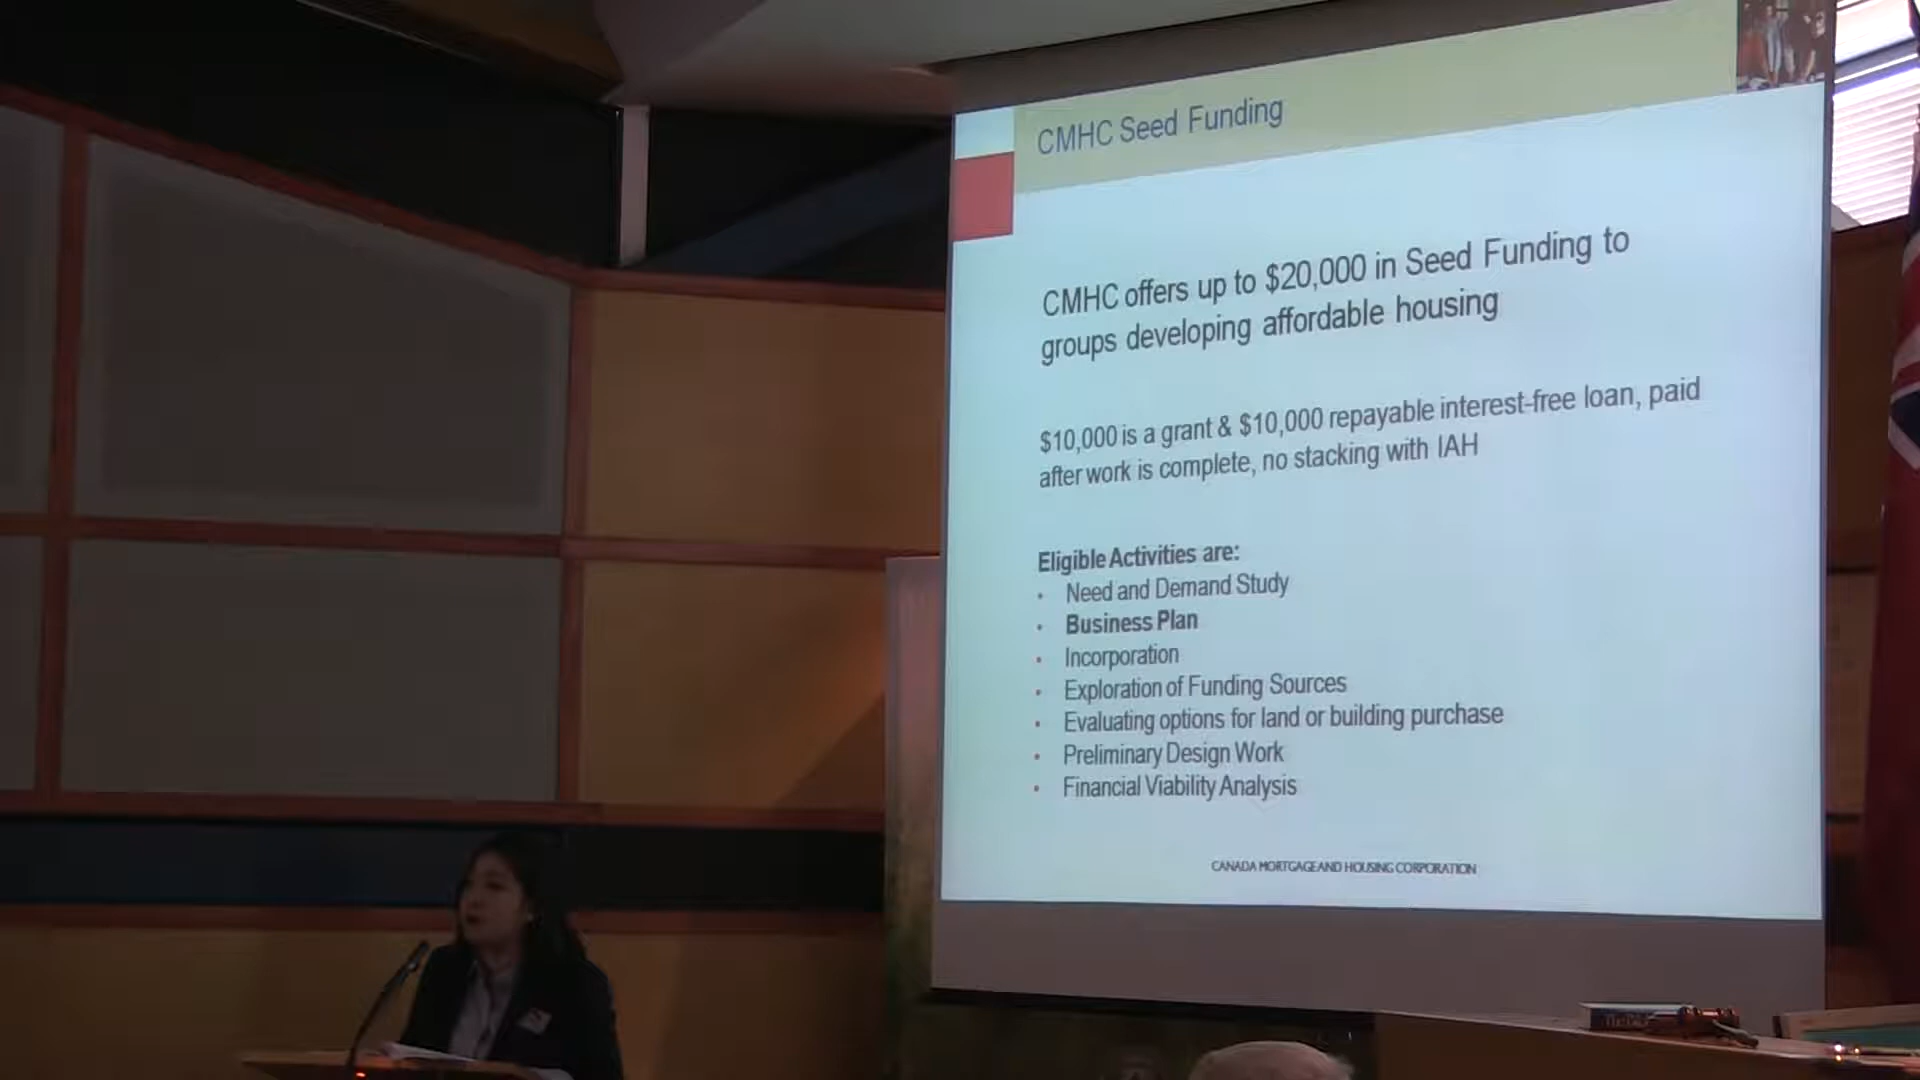 CMHC Seed Funding
CMHC offers up to $20,000 in Seed Funding to
groups developing affordable housing
$10,000 is a grant & $10,000 repayable interest-free loan, paid
after work is complete, no stacking with IAH
Eligible Activities are:
• Need and Demand Study
• Business Plan
• Incorporation
• Exploration of Funding Sources
• Evaluating options for land or building purchase
• Preliminary Design Work
• Financial Viability Analysis
CANADA MORTGAGE AND HOUSING CORPORATION